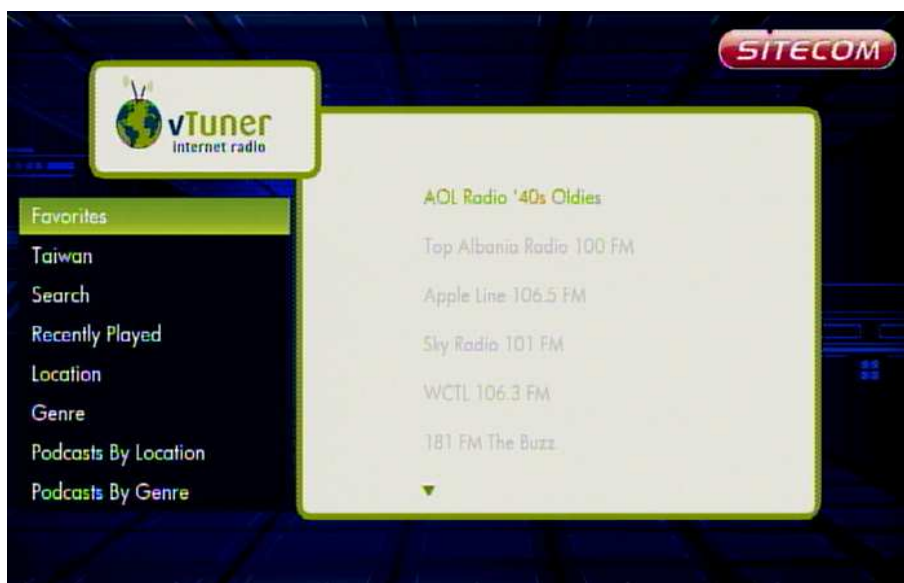 SITECOM
vTuner
internet radio
Favorites
Taiwan
Search
Recently Played
Location
Genre
Podcasts By Location
Podcasts By Genre
AOL Radio '40s Oldies
Top Albania Radio 100 FM
Apple Line 106.5 FM
Sky Radio 101 FM
WCTL 106.3 FM
181 FM The Buzz